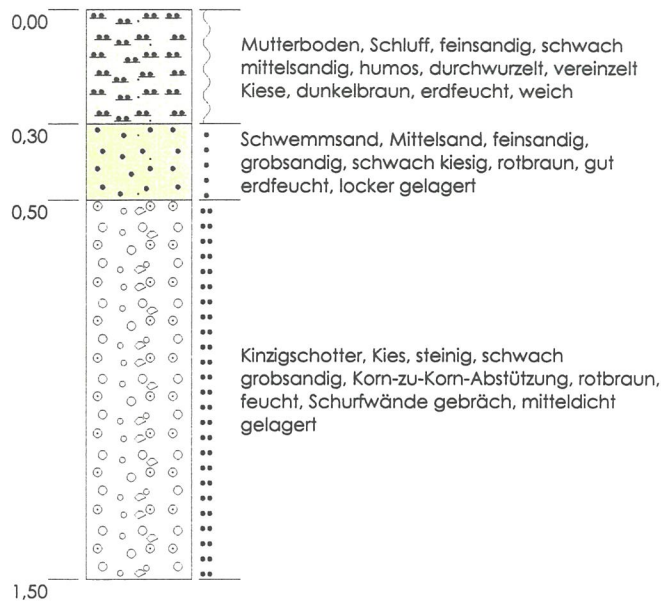 0,00
Mutterboden, Schluff, feinsandig, schwach
mittelsandig, humos, durchwurzelt, vereinzelt
Kiese, dunkelbraun, erdfeucht, weich
0,30
Schwemmsand, Mittelsand, feinsandig,
grobsandig, schwach kiesig, rotbraun, gut
erdfeucht, locker gelagert
0,50
Kinzigschotter, Kies, steinig, schwach
grobsandig, Korn-zu-Korn-Abstützung, rotbraun,
feucht, Schurfwände gebräch, mitteldicht
gelagert
1,50